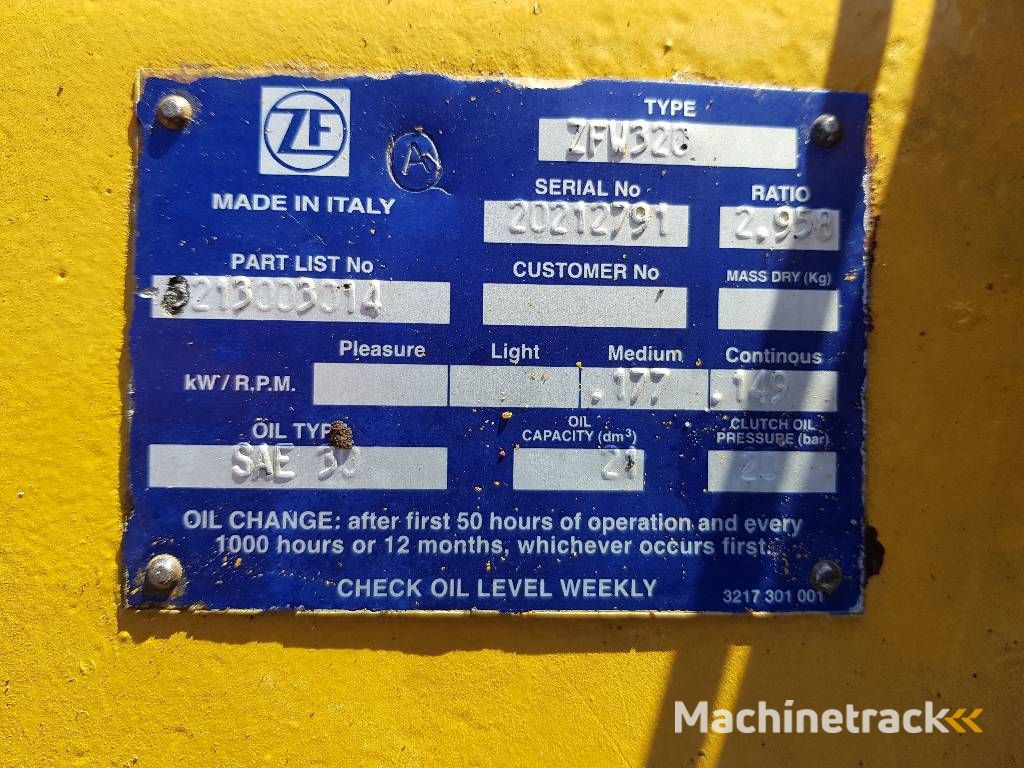 ZF
A
TYPE
ZFW320
MADE IN ITALY
SERIAL No
20212791
RATIO
2.958
PART LIST No
3213003014
CUSTOMER No
MASS DRY (Kg)
Pleasure Light Medium Continous
kW/R.P.M. .177 .149
OIL TYPE
SAE 30
OIL
CAPACITY (dm³)
21
CLUTCH OIL
PRESSURE (bar)
OIL CHANGE: after first 50 hours of operation and every
1000 hours or 12 months, whichever occurs first.
CHECK OIL LEVEL WEEKLY
3217 301 001
Machinetrack